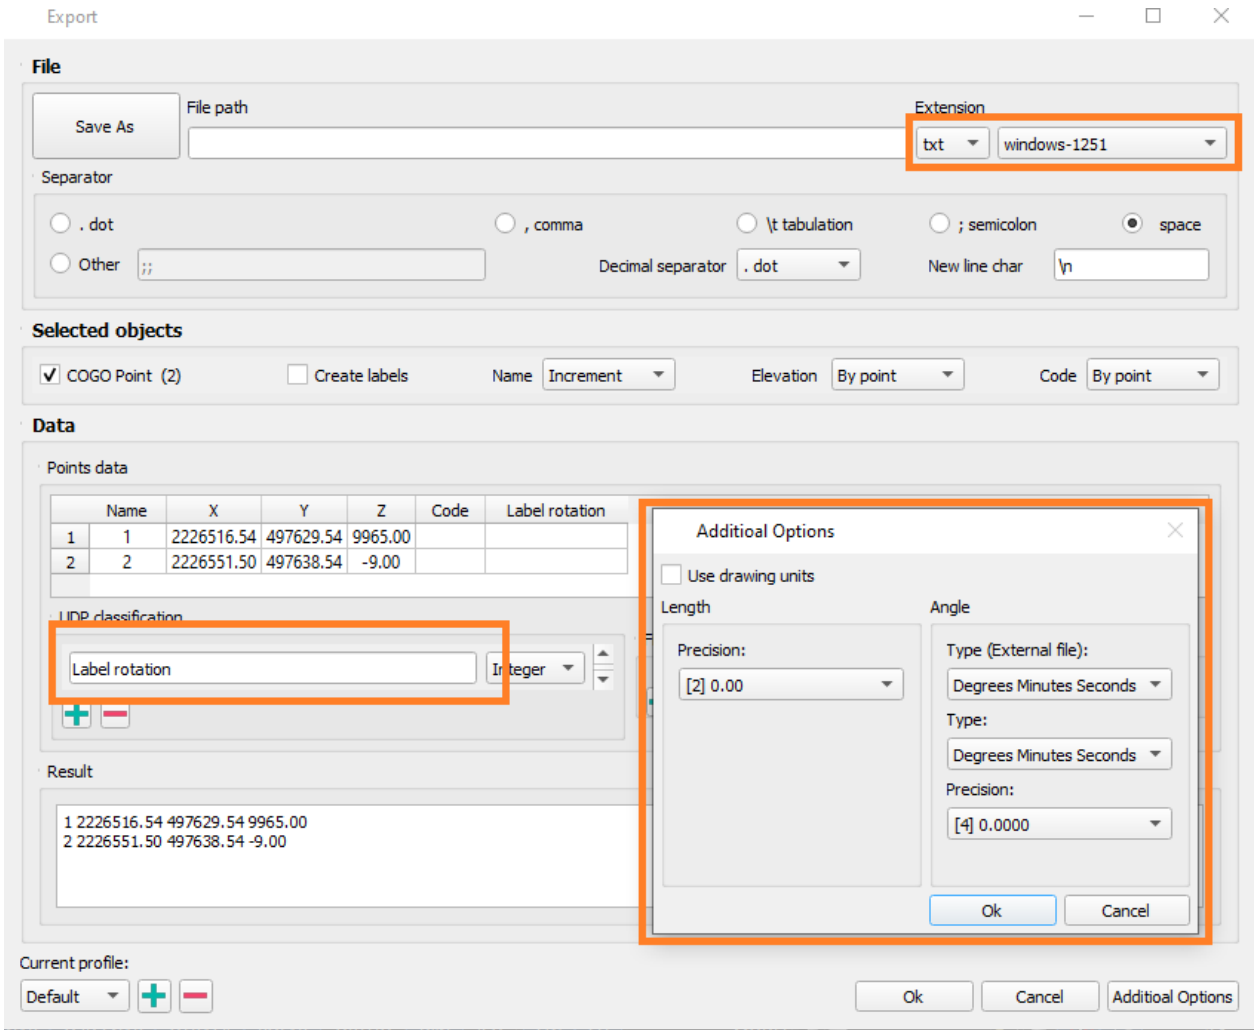 Export
File
Save As
File path
Extension
txt
windows-1251
Separator
. dot
, comma
\t tabulation
; semicolon
space
Other
;;
Decimal separator
. dot
New line char
\n
Selected objects
COGO Point (2)
Create labels
Name
Increment
Elevation
By point
Code
By point
Data
Points data
Name X Y Z Code Label rotation
1 1 2226516.54 497629.54 9965.00
2 2 2226551.50 497638.54 -9.00
UDP classification
Label rotation
Integer
Additioal Options
Use drawing units
Length
Precision:
[2] 0.00
Angle
Type (External file):
Degrees Minutes Seconds
Type:
Degrees Minutes Seconds
Precision:
[4] 0.0000
Ok
Cancel
Result
1 2226516.54 497629.54 9965.00
2 2226551.50 497638.54 -9.00
Current profile:
Default
Ok
Cancel
Additioal Options